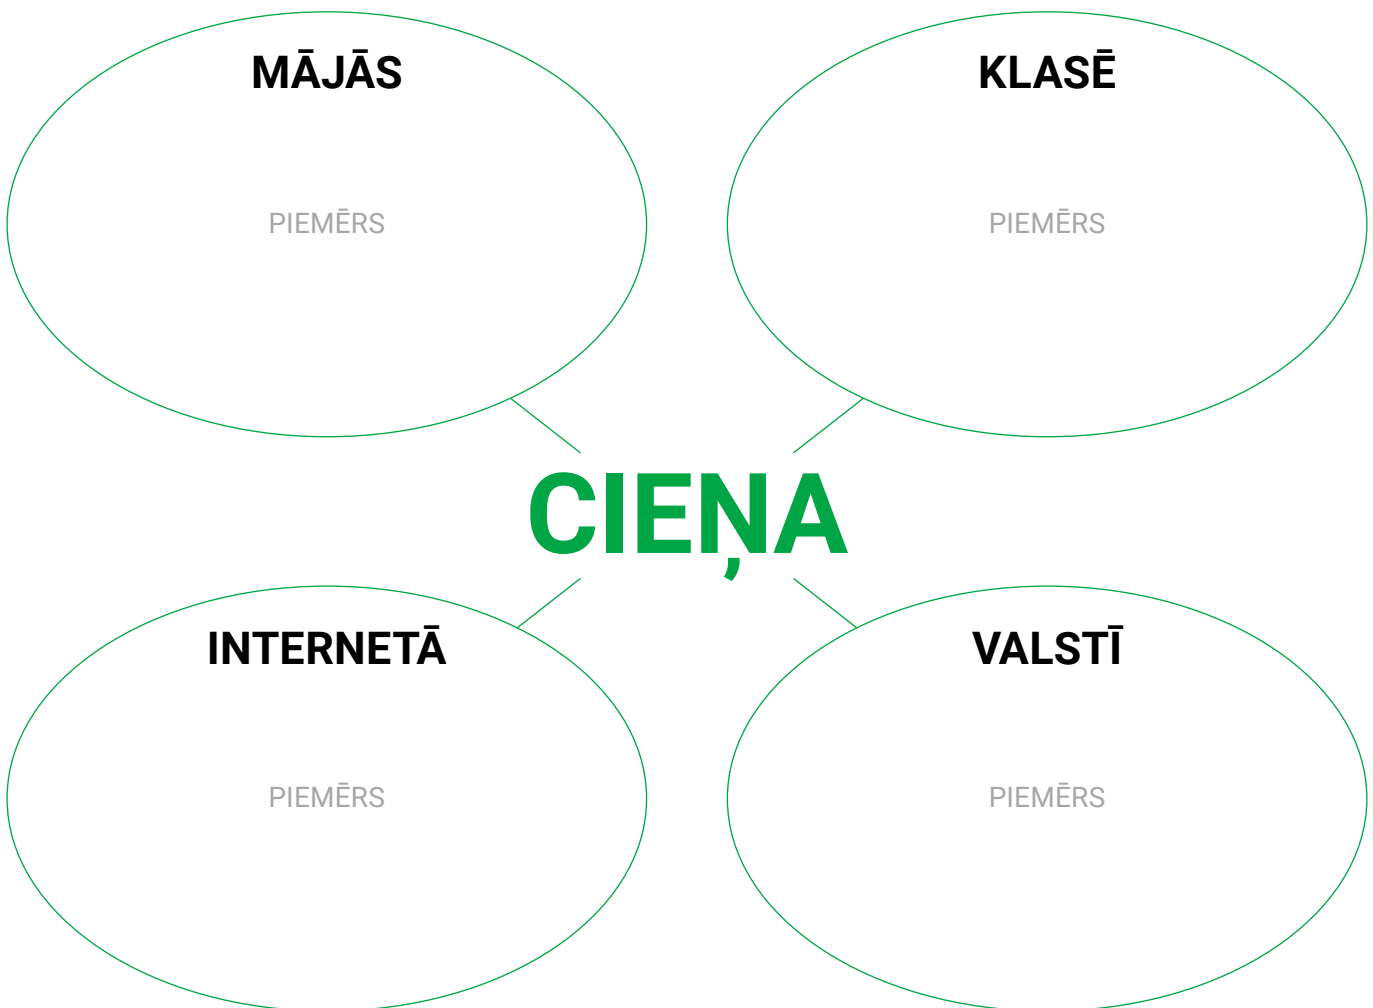 MĀJĀS
PIEMĒRS
KLASĒ
PIEMĒRS
CIEŅA
INTERNETĀ
PIEMĒRS
VALSTĪ
PIEMĒRS